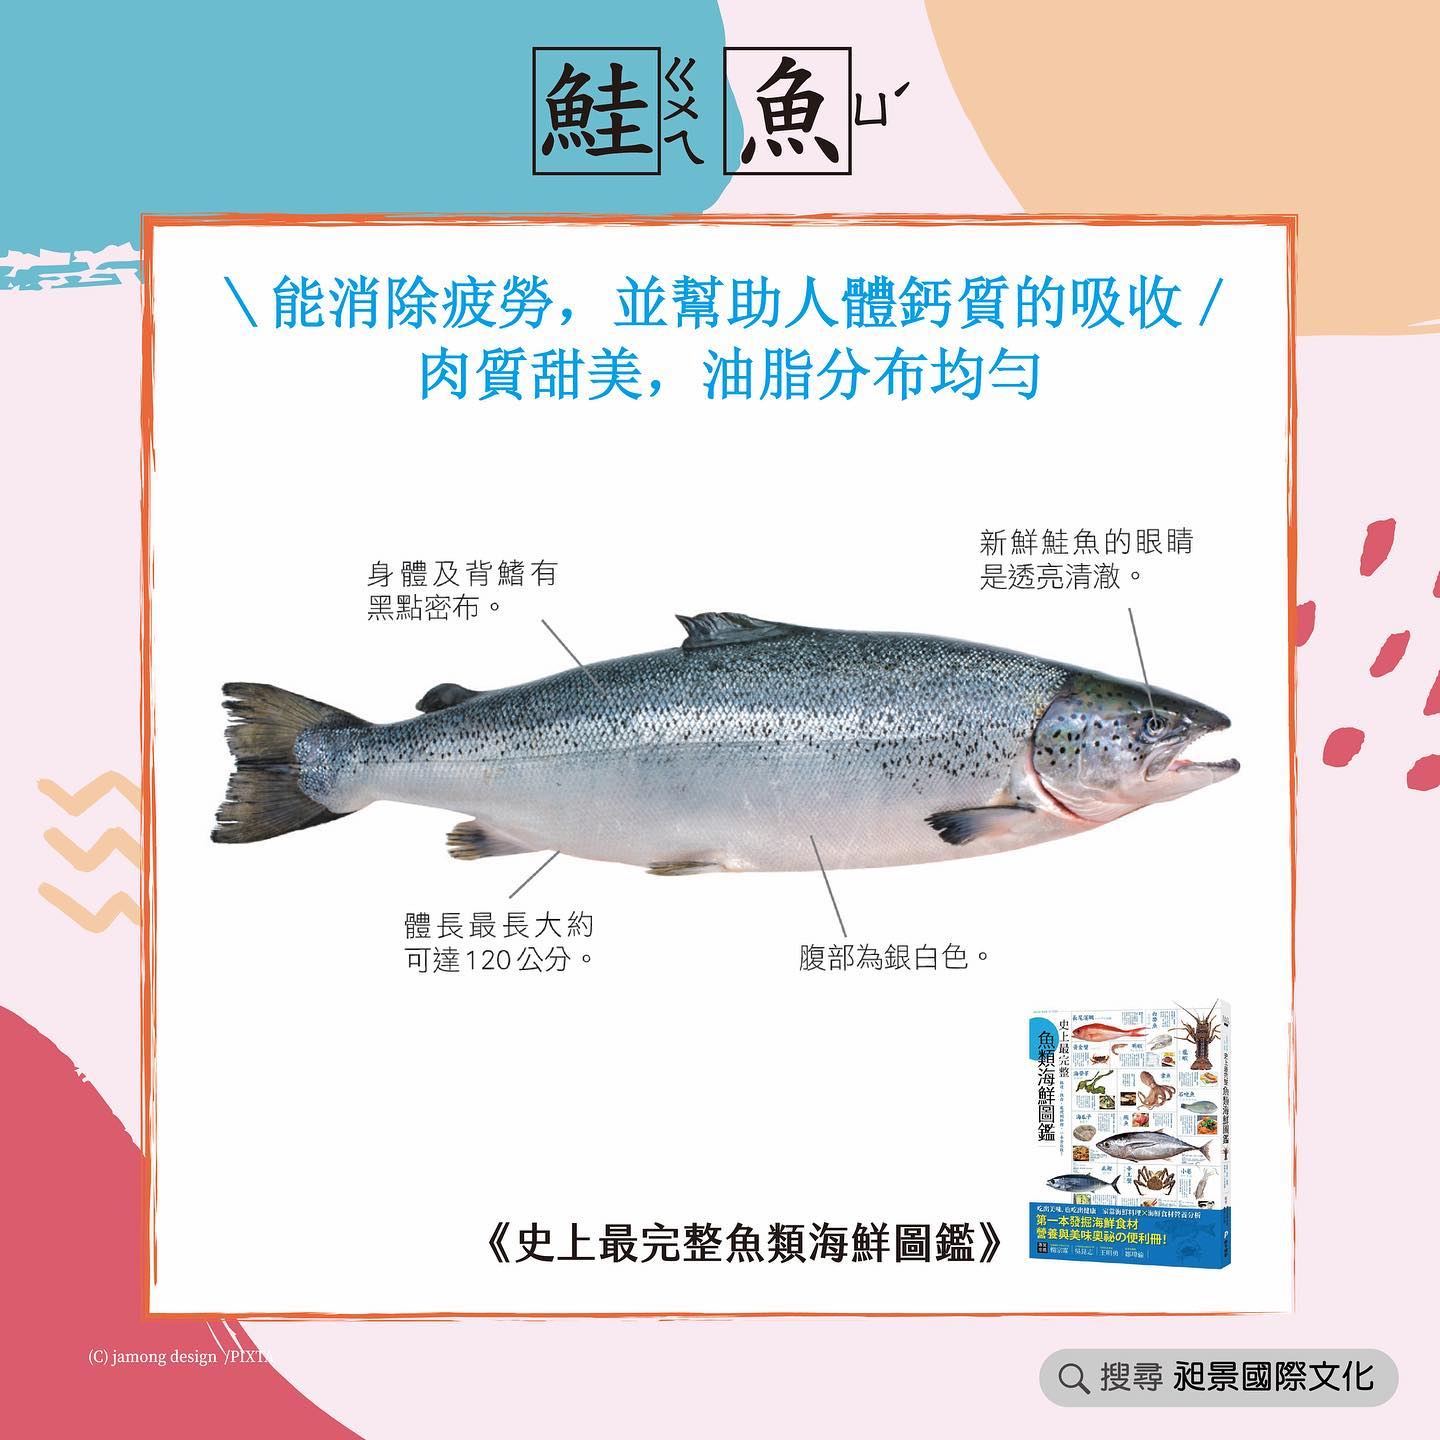 鮭ㄍㄨㄟ 魚ㄩˊ
\ 能消除疲勞，並幫助人體鈣質的吸收 /
肉質甜美，油脂分布均勻
新鮮鮭魚的眼睛
是透亮清澈。
身體及背鰭有
黑點密布。
體長最長大約
可達120公分。
腹部為銀白色。
史上最完整
魚類海鮮圖鑑
第一本發掘海鮮食材
營養與美味奧祕の便利冊！
《史上最完整魚類海鮮圖鑑》
(C) jamong design /PIXTA
搜尋 昶景國際文化